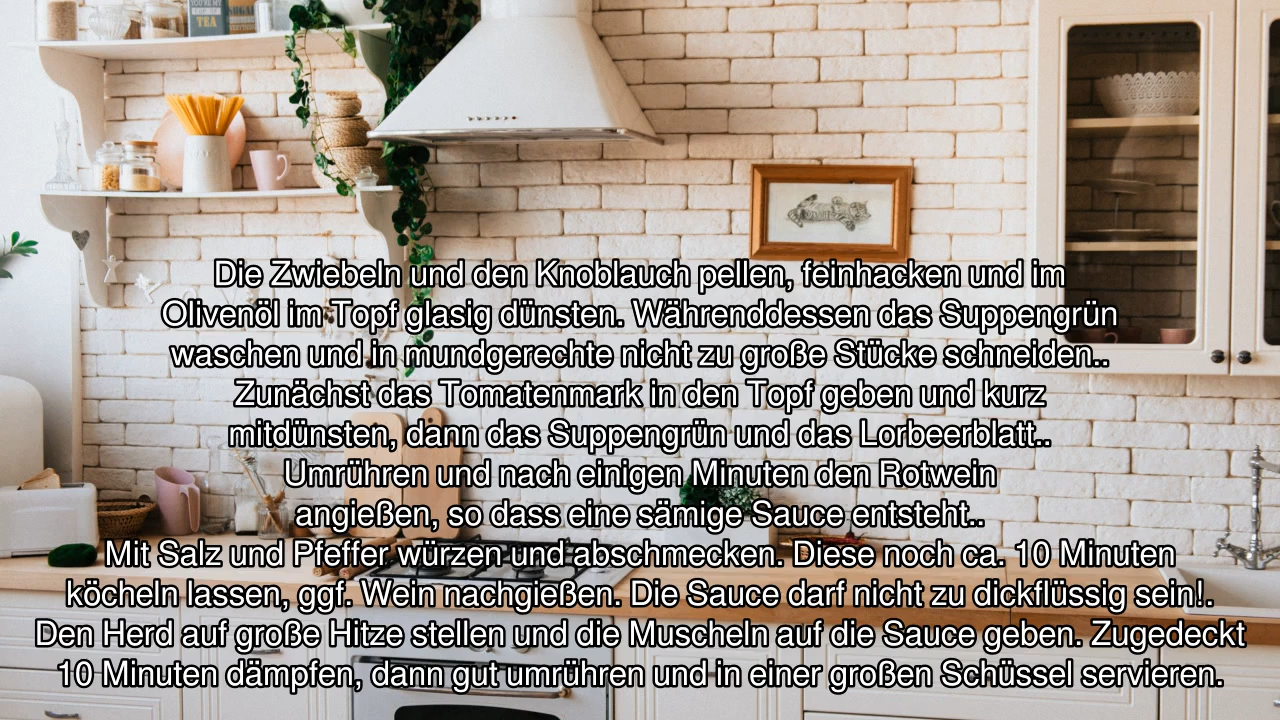 YOU'RE MY
TEA
SUGAR
Die Zwiebeln und den Knoblauch pellen, feinhacken und im
Olivenöl im Topf glasig dünsten. Währenddessen das Suppengrün
waschen und in mundgerechte nicht zu große Stücke schneiden..
Zunächst das Tomatenmark in den Topf geben und kurz
mitdünsten, dann das Suppengrün und das Lorbeerblatt..
Umrühren und nach einigen Minuten den Rotwein
angießen, so dass eine sämige Sauce entsteht..
Mit Salz und Pfeffer würzen und abschmecken. Diese noch ca. 10 Minuten
köcheln lassen, ggf. Wein nachgießen. Die Sauce darf nicht zu dickflüssig sein!.
Den Herd auf große Hitze stellen und die Muscheln auf die Sauce geben. Zugedeckt
10 Minuten dämpfen, dann gut umrühren und in einer großen Schüssel servieren.